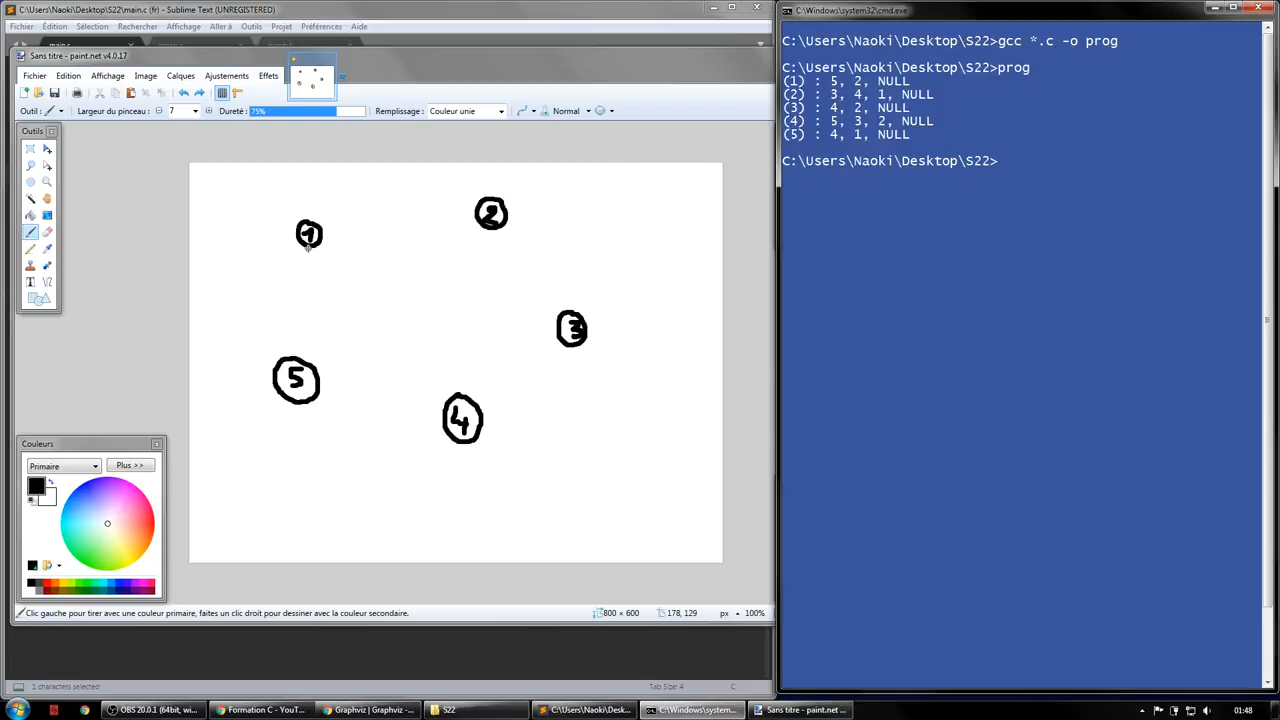 C:\Users\Naoki\Desktop\S22\main.c (fr) - Sublime Text (UNREGISTERED)
Fichier Édition Sélection Rechercher Affichage Aller à Outils Projet Préférences Aide
Sans titre - paint.net v4.0.17
Fichier Edition Affichage Image Calques Ajustements Effets
Outil : Largeur du pinceau : 7 Dureté : 75% Remplissage : Couleur unie Normal
Outils
1
2
3
4
5
Couleurs
Primaire Plus >>
Clic gauche pour tirer avec une couleur primaire, faites un clic droit pour dessiner avec la couleur secondaire. 800 × 600 178, 129 px 100%
1 characters selected Tab Size: 4 C
C:\Windows\system32\cmd.exe
C:\Users\Naoki\Desktop\S22>gcc *.c -o prog
C:\Users\Naoki\Desktop\S22>prog
(1) : 5, 2, NULL
(2) : 3, 4, 1, NULL
(3) : 4, 2, NULL
(4) : 5, 3, 2, NULL
(5) : 4, 1, NULL
C:\Users\Naoki\Desktop\S22>
OBS 20.0.1 (64bit, wi... Formation C - YouT... Graphviz | Graphviz -... S22 C:\Users\Naoki\Desk... C:\Windows\system... Sans titre - paint.net ... 01:48